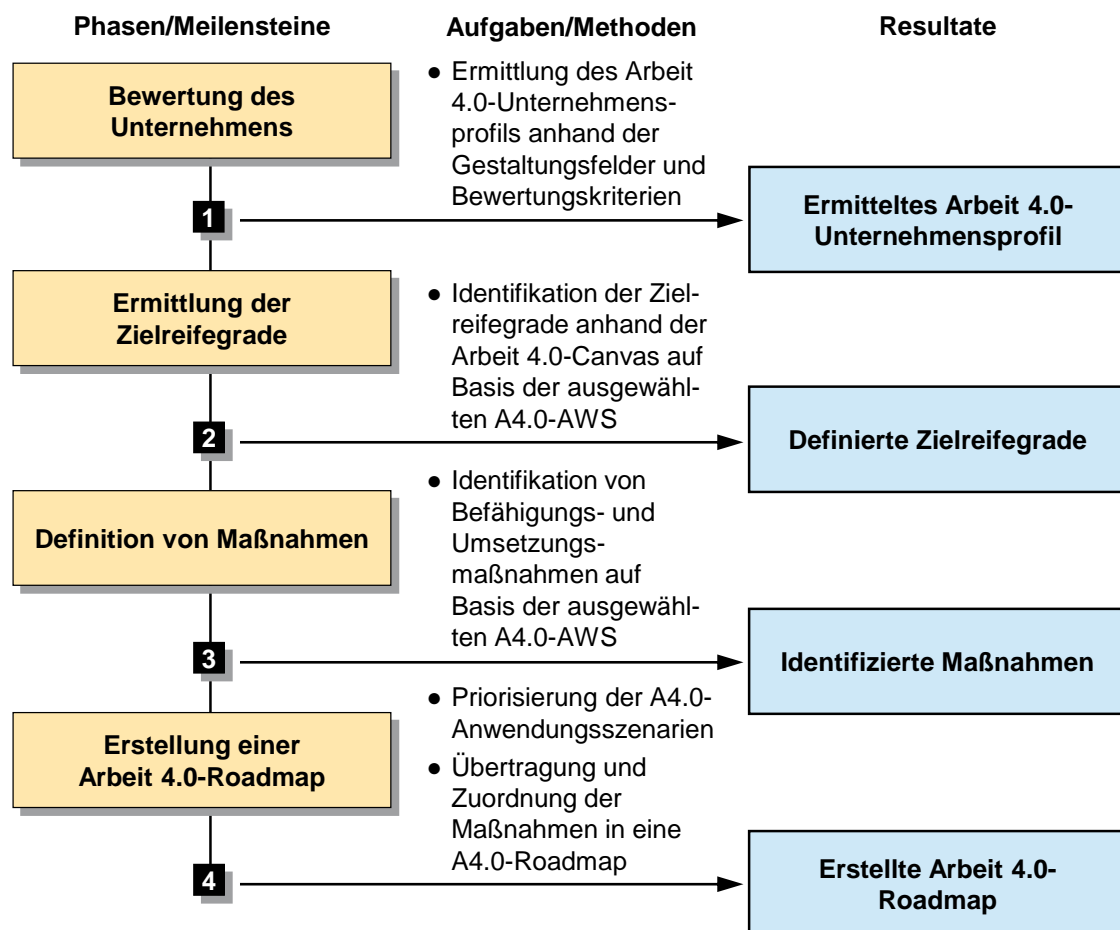 Phasen/Meilensteine
Aufgaben/Methoden
Resultate
Bewertung des
Unternehmens
● Ermittlung des Arbeit
4.0-Unternehmens-
profils anhand der
Gestaltungsfelder und
Bewertungskriterien
1
Ermitteltes Arbeit 4.0-
Unternehmensprofil
Ermittlung der
Zielreifegrade
● Identifikation der Ziel-
reifegrade anhand der
Arbeit 4.0-Canvas auf
Basis der ausgewähl-
ten A4.0-AWS
2
Definierte Zielreifegrade
Definition von Maßnahmen
● Identifikation von
Befähigungs- und
Umsetzungs-
maßnahmen auf
Basis der ausgewähl-
ten A4.0-AWS
3
Identifizierte Maßnahmen
Erstellung einer
Arbeit 4.0-Roadmap
● Priorisierung der A4.0-
Anwendungsszenarien
● Übertragung und
Zuordnung der
Maßnahmen in eine
A4.0-Roadmap
4
Erstellte Arbeit 4.0-
Roadmap